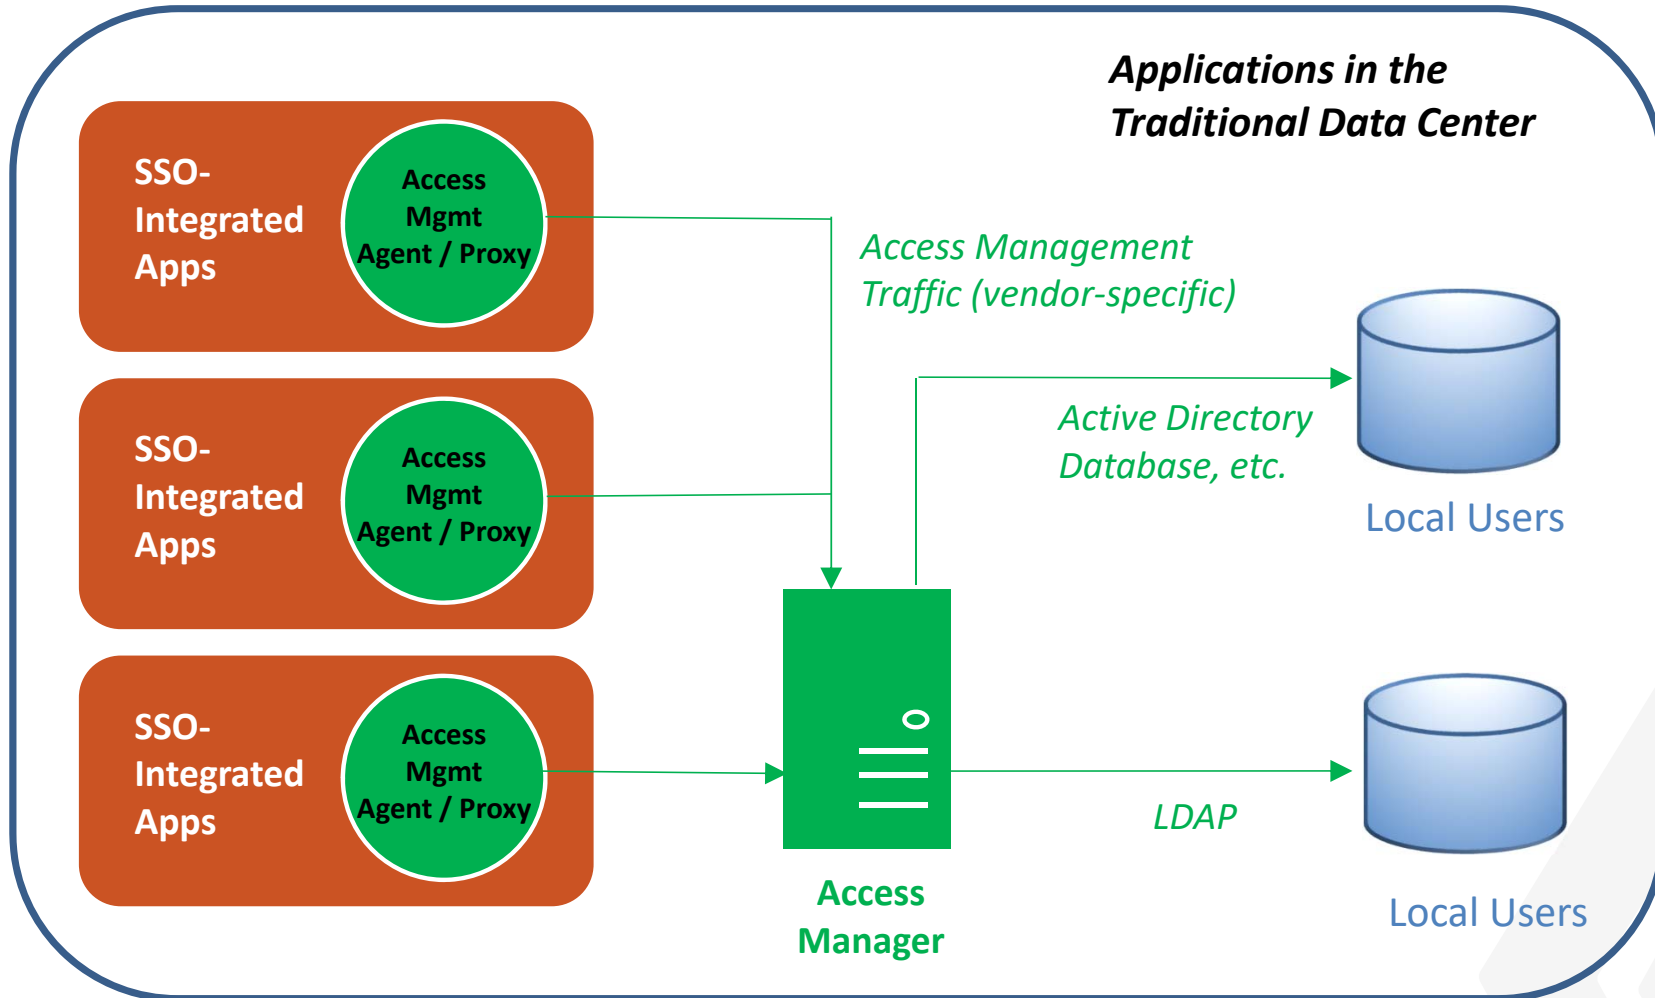 Applications in the
Traditional Data Center
SSO-
Integrated
Apps
Access
Mgmt
Agent / Proxy
Access Management
Traffic (vendor-specific)
SSO-
Integrated
Apps
Access
Mgmt
Agent / Proxy
Active Directory
Database, etc.
Local Users
SSO-
Integrated
Apps
Access
Mgmt
Agent / Proxy
LDAP
Access
Manager
Local Users